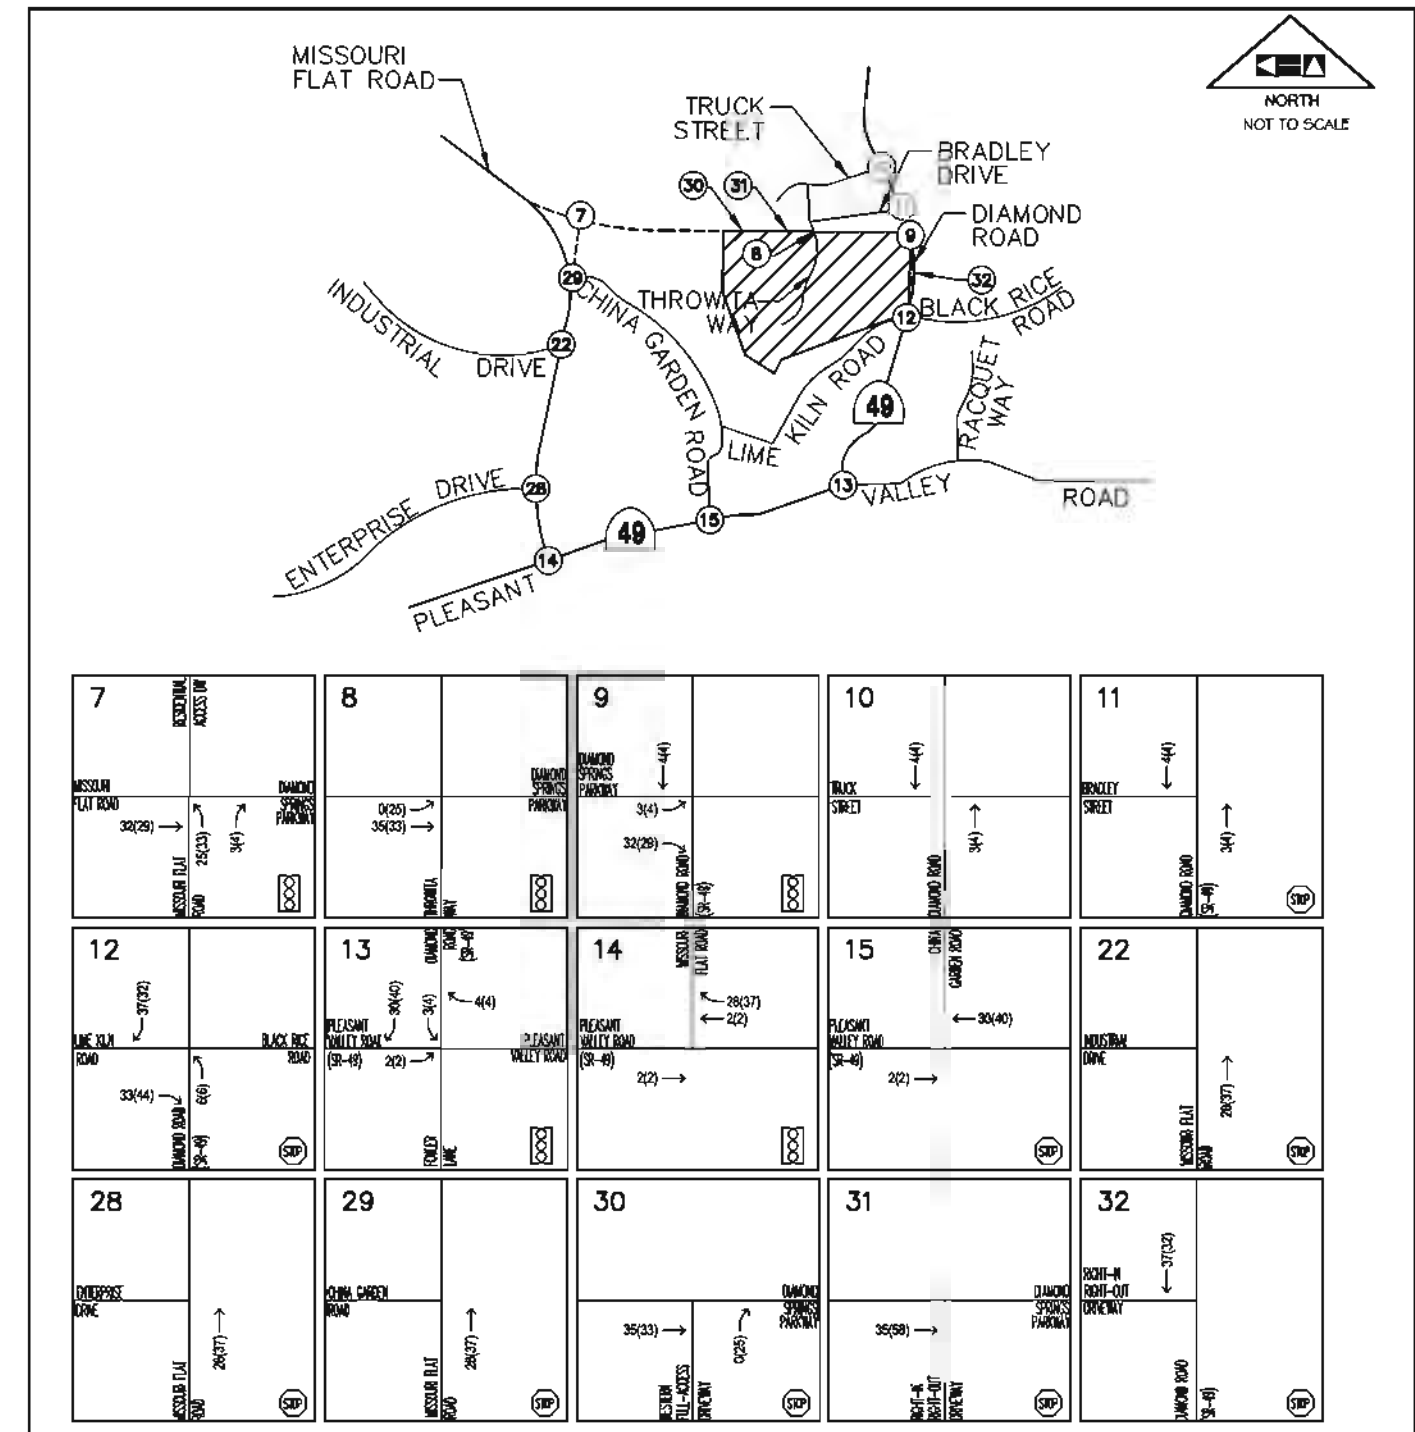 MISSOURI
FLAT ROAD
NORTH
NOT TO SCALE
TRUCK
STREET
BRADLEY
DRIVE
30
31
7
DIAMOND
ROAD
9
8
29
32
INDUSTRIAL
DRIVE
CHINA GARDEN ROAD
THROWITA
WAY
12
BLACK RICE
ROAD
22
RACQUET
WAY
49
LIME KILN ROAD
ENTERPRISE DRIVE
28
13
VALLEY
ROAD
15
49
14
PLEASANT
7
RESIDENTIAL
ACCESS DW
MISSOURI
FLAT ROAD
DIAMOND
SPRINGS
PARKWAY
32(29)
25(33)
3(4)
MISSOURI FLAT
ROAD
8
DIAMOND
SPRINGS
PARKWAY
0(25)
35(33)
THROWITA
WAY
9
DIAMOND
SPRINGS
PARKWAY
4(4)
3(4)
32(29)
DIAMOND ROAD
(SR-49)
10
4(4)
TRUCK
STREET
3(4)
DIAMOND ROAD
11
4(4)
BRADLEY
STREET
3(4)
DIAMOND ROAD
(SR-49)
STOP
12
37(32)
ROAD
BLACK RICE
ROAD
33(44)
6(6)
DIAMOND ROAD
(SR-49)
STOP
13
DIAMOND
ROAD
(SR-49)
30(40)
3(4)
4(4)
PLEASANT
VALLEY ROAD
(SR-49)
2(2)
PLEASANT
VALLEY ROAD
FOWLER
LANE
14
MISSOURI
FLAT ROAD
28(37)
2(2)
PLEASANT
VALLEY ROAD
(SR-49)
2(2)
15
CHINA
GARDEN ROAD
30(40)
PLEASANT
VALLEY ROAD
(SR-49)
2(2)
STOP
22
INDUSTRIAL
DRIVE
28(37)
MISSOURI FLAT
ROAD
STOP
28
ENTERPRISE
DRIVE
28(37)
MISSOURI FLAT
ROAD
STOP
29
CHINA GARDEN
ROAD
28(37)
MISSOURI FLAT
ROAD
STOP
30
DIAMOND
SPRINGS
PARKWAY
35(33)
0(25)
WESTERN
FULL-ACCESS
DRIVEWAY
STOP
31
DIAMOND
SPRINGS
PARKWAY
35(58)
RIGHT-IN
RIGHT-OUT
DRIVEWAY
STOP
32
37(32)
RIGHT-IN
RIGHT-OUT
DRIVEWAY
DIAMOND ROAD
(SR-49)
STOP